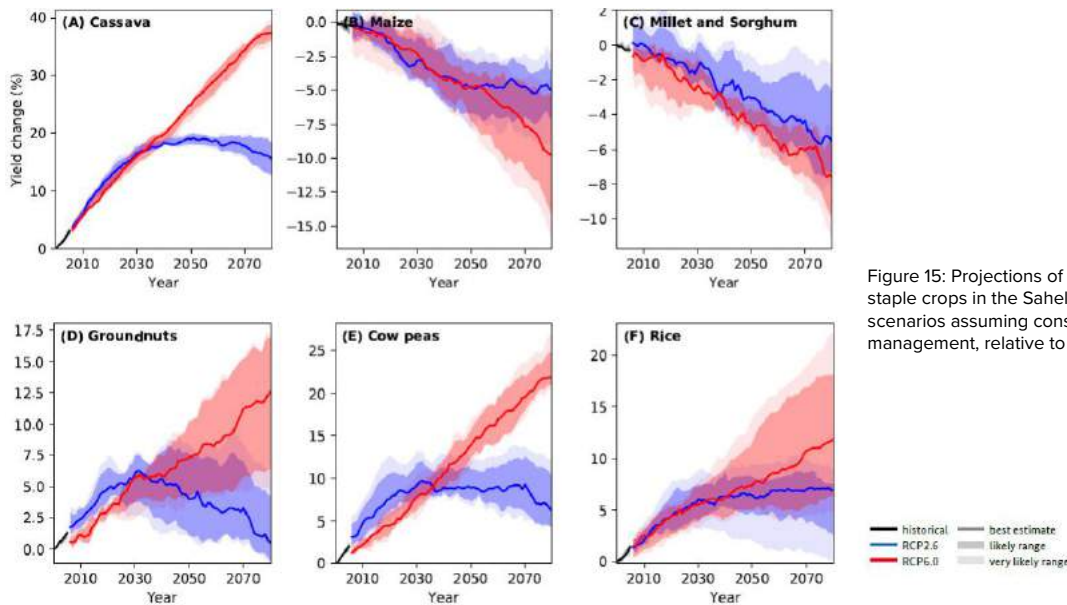 (A) Cassava
(B) Maize
(C) Millet and Sorghum
Yield change (%)
40
30
20
10
0
2010 2030 2050 2070
Year
0.0
−2.5
−5.0
−7.5
−10.0
−12.5
−15.0
2010 2030 2050 2070
Year
2
0
−2
−4
−6
−8
−10
2010 2030 2050 2070
Year
Figure 15: Projections of
staple crops in the Sahel
scenarios assuming cons
management, relative to
(D) Groundnuts
(E) Cow peas
(F) Rice
17.5
15.0
12.5
10.0
7.5
5.0
2.5
0.0
2010 2030 2050 2070
Year
25
20
15
10
5
0
2010 2030 2050 2070
Year
20
15
10
5
0
2010 2030 2050 2070
Year
historical best estimate
RCP2.6 likely range
RCP6.0 very likely range